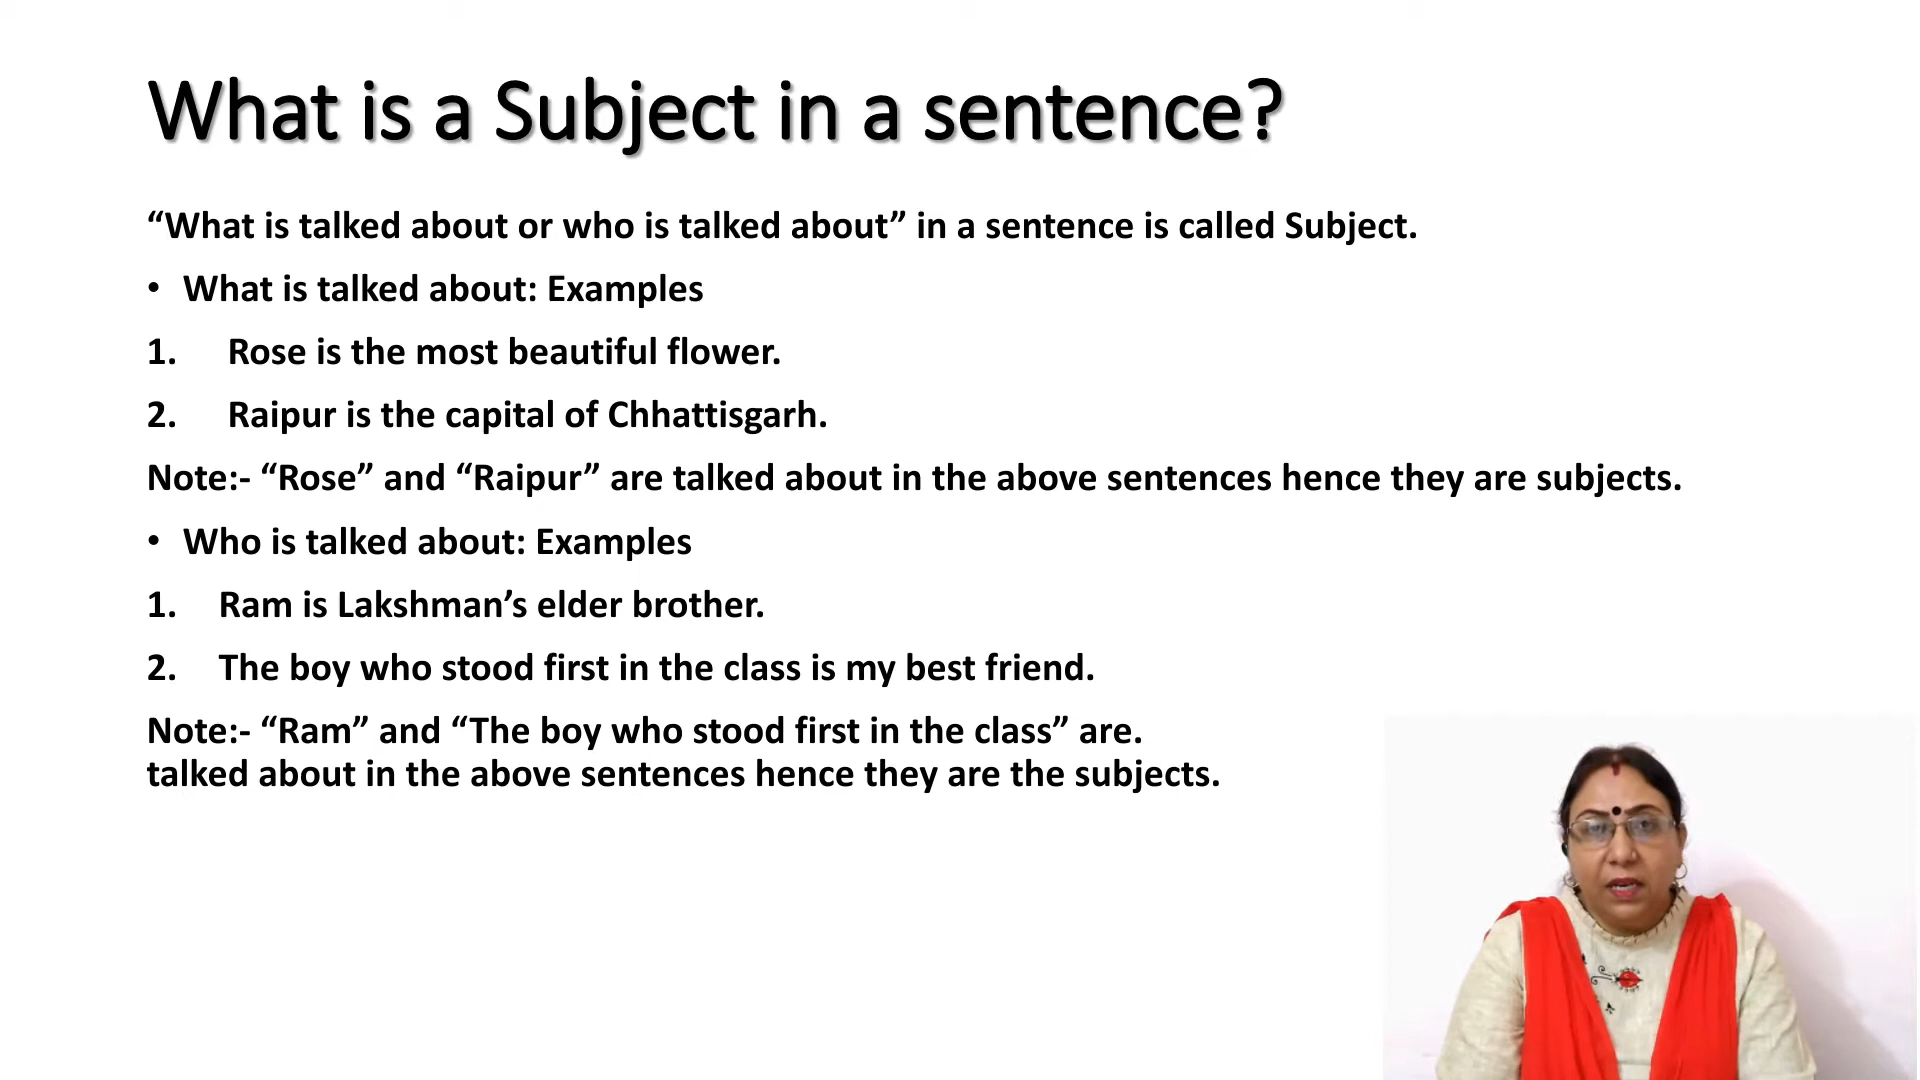 What is a Subject in a sentence?
“What is talked about or who is talked about” in a sentence is called Subject.
• What is talked about: Examples
1. Rose is the most beautiful flower.
2. Raipur is the capital of Chhattisgarh.
Note:- “Rose” and “Raipur” are talked about in the above sentences hence they are subjects.
• Who is talked about: Examples
1. Ram is Lakshman’s elder brother.
2. The boy who stood first in the class is my best friend.
Note:- “Ram” and “The boy who stood first in the class” are.
talked about in the above sentences hence they are the subjects.